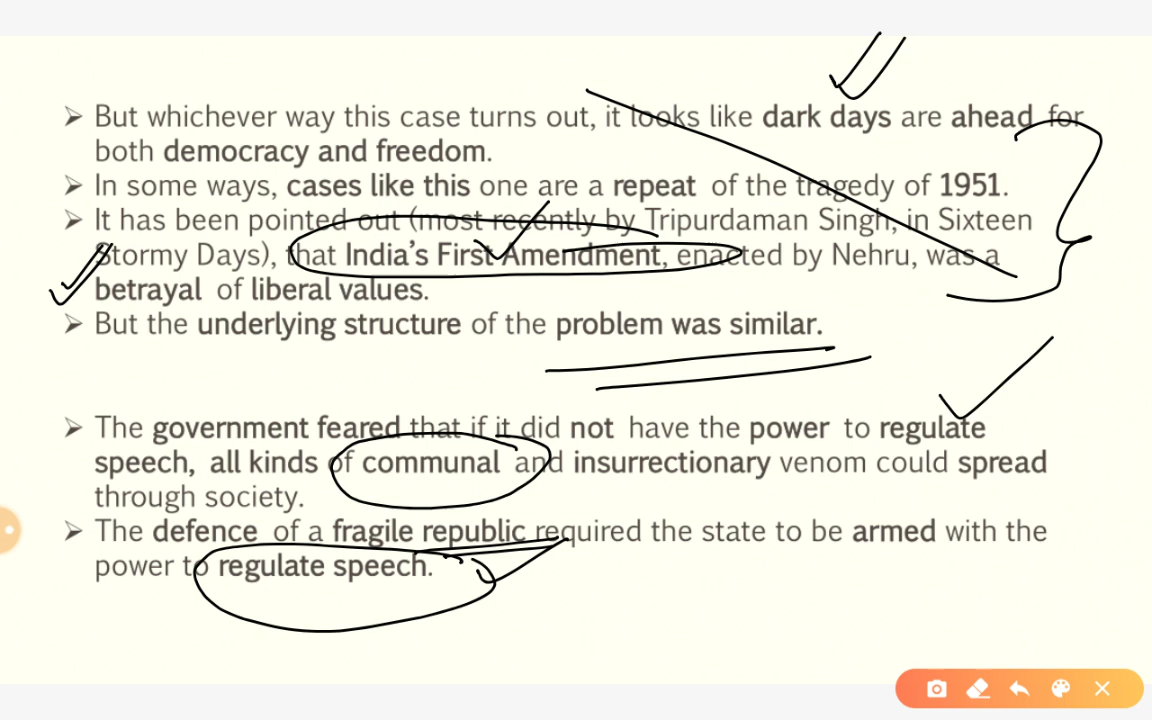 ➤ But whichever way this case turns out, it looks like dark days are ahead for
both democracy and freedom.
➤ In some ways, cases like this one are a repeat of the tragedy of 1951.
➤ It has been pointed out (most recently by Tripurdaman Singh, in Sixteen
Stormy Days), that India's First Amendment, enacted by Nehru, was a
betrayal of liberal values.
➤ But the underlying structure of the problem was similar.
➤ The government feared that if it did not have the power to regulate
speech, all kinds of communal and insurrectionary venom could spread
through society.
➤ The defence of a fragile republic required the state to be armed with the
power to regulate speech.